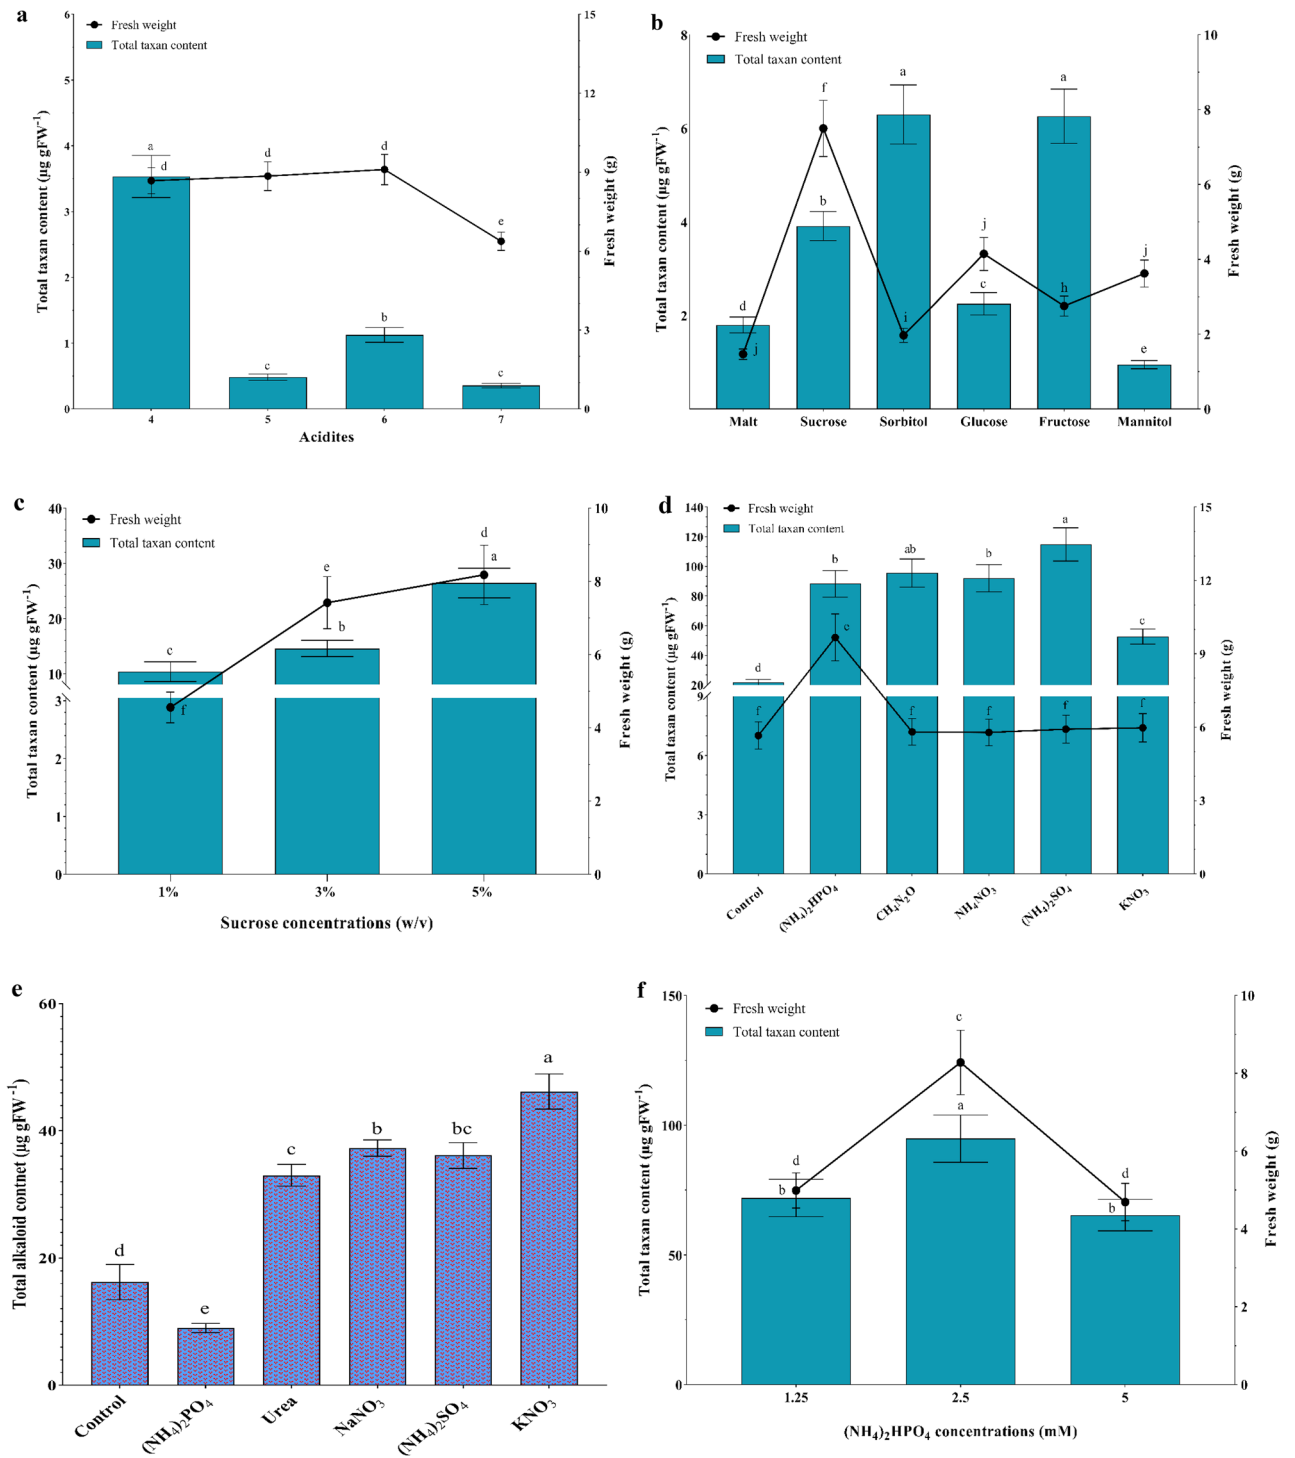 a
Fresh weight
Total taxan content
Total taxan content (µg gFW⁻¹)
6
5
4
3
2
1
0
15
12
9
6
3
0
Fresh weight (g)
a
d
d
d
e
c
b
c
4 5 6 7
Acidites
b
Fresh weight
Total taxan content
Total taxan content (µg gFW⁻¹)
8
6
4
2
10
8
6
4
2
0
Fresh weight (g)
d
j
f
b
a
i
j
c
a
h
j
e
Malt Sucrose Sorbitol Glucose Fructose Mannitol
c
Fresh weight
Total taxan content
Total taxan content (µg gFW⁻¹)
40
30
20
10
3
2
1
0
10
8
6
4
2
0
Fresh weight (g)
c
f
e
b
d
a
1% 3% 5%
Sucrose concentrations (w/v)
d
Fresh weight
Total taxan content
Total taxan content (µg gFW⁻¹)
140
120
100
80
60
40
20
9
6
3
0
15
12
9
6
3
0
Fresh weight (g)
d
f
b
e
ab
f
b
f
a
f
c
f
Control (NH₄)₂HPO₄ CH₄N₂O NH₄NO₃ (NH₄)₂SO₄ KNO₃
e
Total alkaloid contnet (µg gFW⁻¹)
60
40
20
0
d
e
c
b
bc
a
Control (NH₄)₂PO₄ Urea NaNO₃ (NH₄)₂SO₄ KNO₃
f
Fresh weight
Total taxan content
Total taxan content (µg gFW⁻¹)
150
100
50
0
10
8
6
4
2
0
Fresh weight (g)
d
b
c
a
d
b
1.25 2.5 5
(NH₄)₂HPO₄ concentrations (mM)